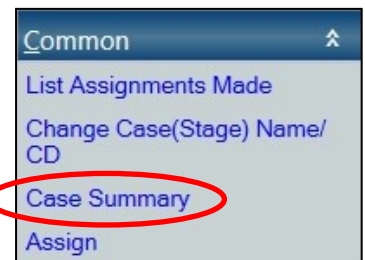 Common
List Assignments Made
Change Case(Stage) Name/
CD
Case Summary
Assign